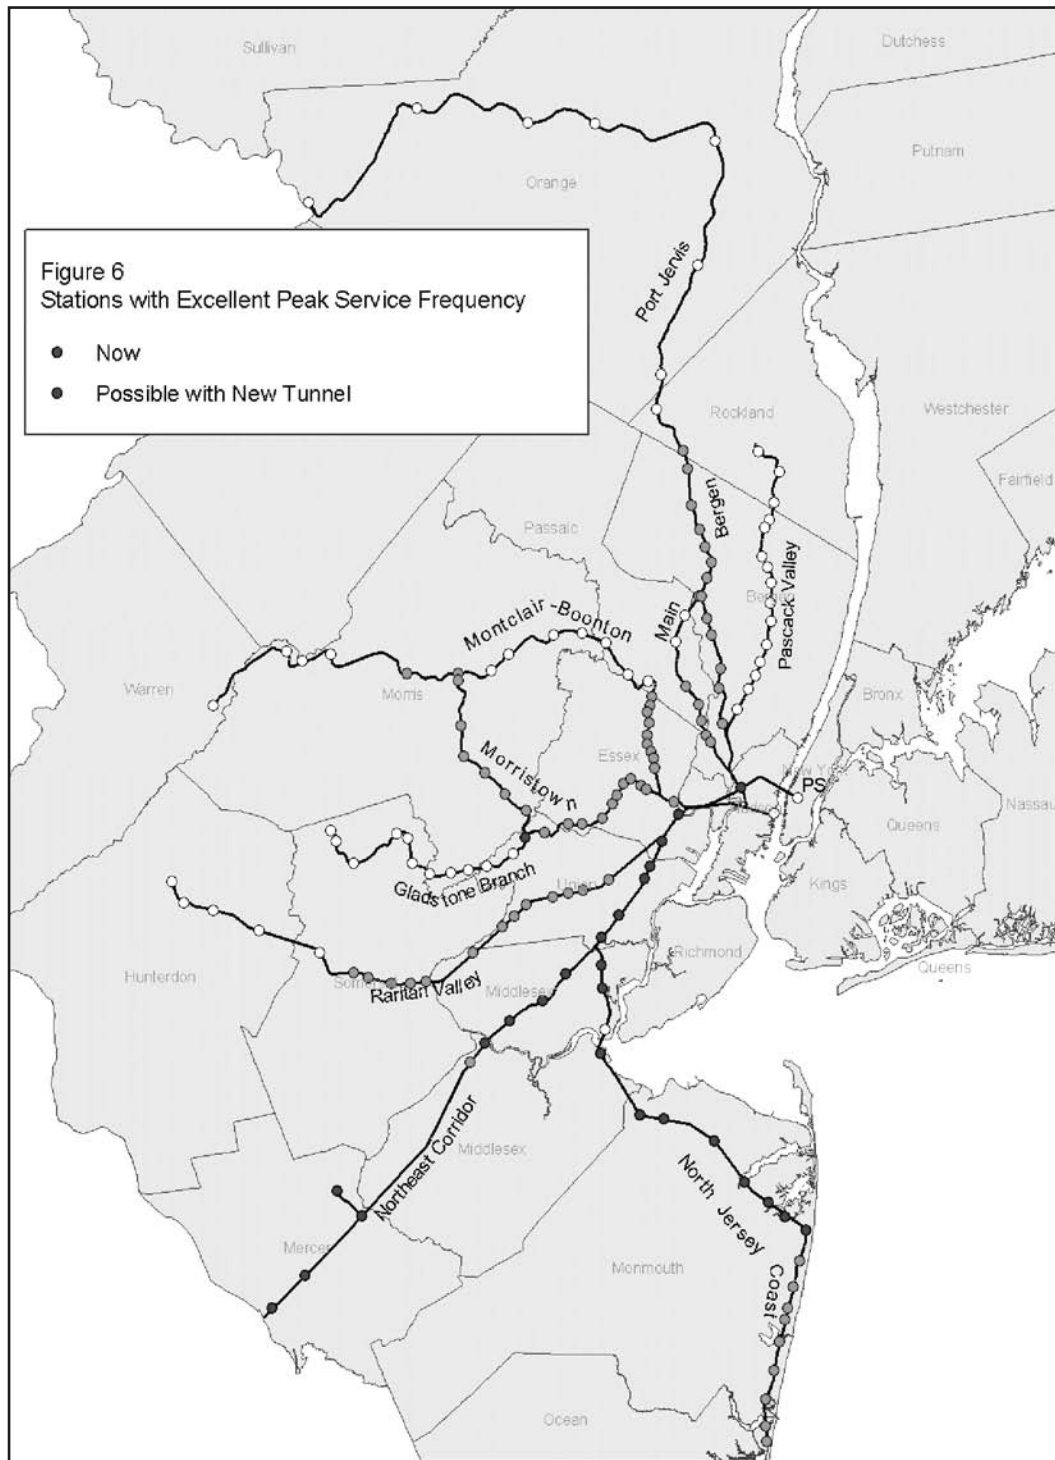 Sullivan
Dutchess
Putnam
Orange
Figure 6
Stations with Excellent Peak Service Frequency
Now
Possible with New Tunnel
Port Jervis
Rockland
Westchester
Fairfield
Bergen
Passaic
Pascack Valley
Main
Montclair-Boonton
Warren
Morris
Bronx
Morristown
Essex
New York
PS
Nassau
Queens
Gladstone Branch
Union
Kings
Hunterdon
Raritan Valley
Middlesex
Richmond
Queens
Northeast Corridor
Middlesex
North Jersey Coast
Mercer
Monmouth
Ocean